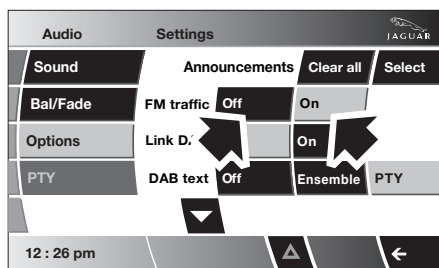 Audio Settings JAGUAR
Sound Announcements Clear all Select
Bal/Fade FM traffic Off On
Options Link On
PTY DAB text Off Ensemble PTY
12 : 26 pm